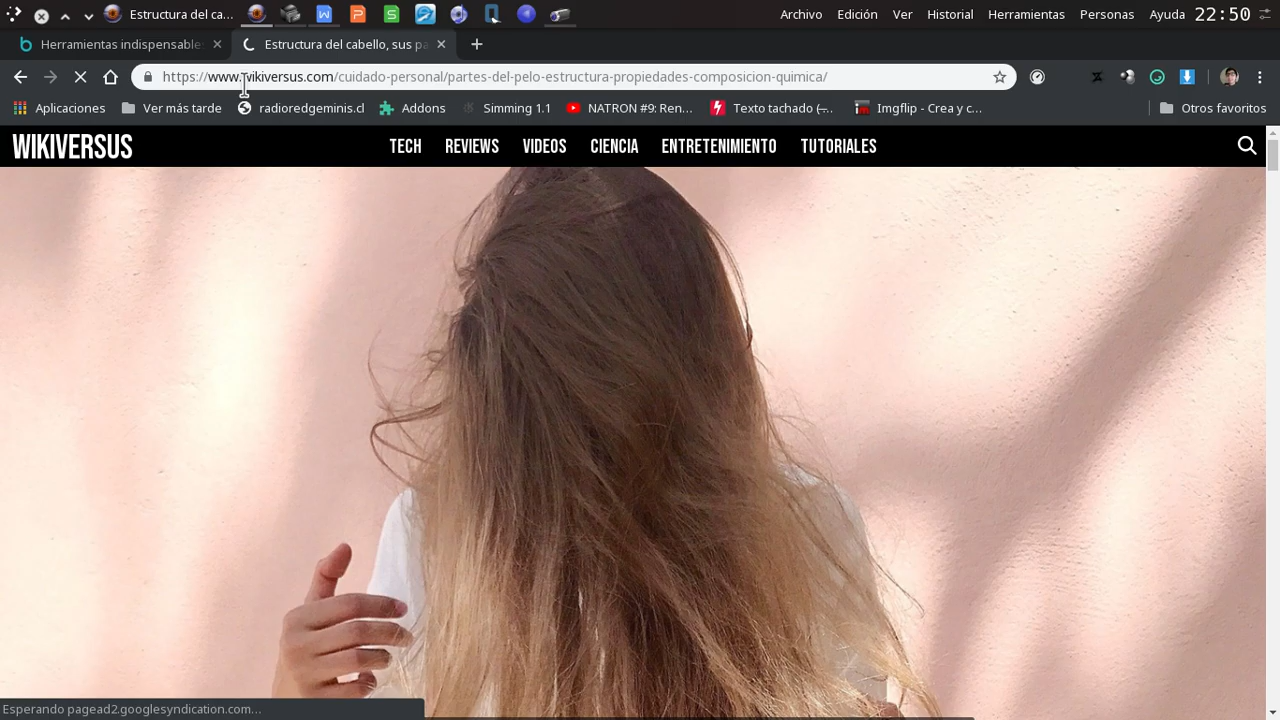 Estructura del ca...
Archivo Edición Ver Historial Herramientas Personas Ayuda 22:50
Herramientas indispensable
Estructura del cabello, sus pa
https://www.wikiversus.com/cuidado-personal/partes-del-pelo-estructura-propiedades-composicion-quimica/
Aplicaciones Ver más tarde radioredgeminis.cl Addons Simming 1.1 NATRON #9: Ren... Texto tachado (–... Imgflip - Crea y c... Otros favoritos
WIKIVERSUS TECH REVIEWS VIDEOS CIENCIA ENTRETENIMIENTO TUTORIALES
Esperando pagead2.googlesyndication.com...